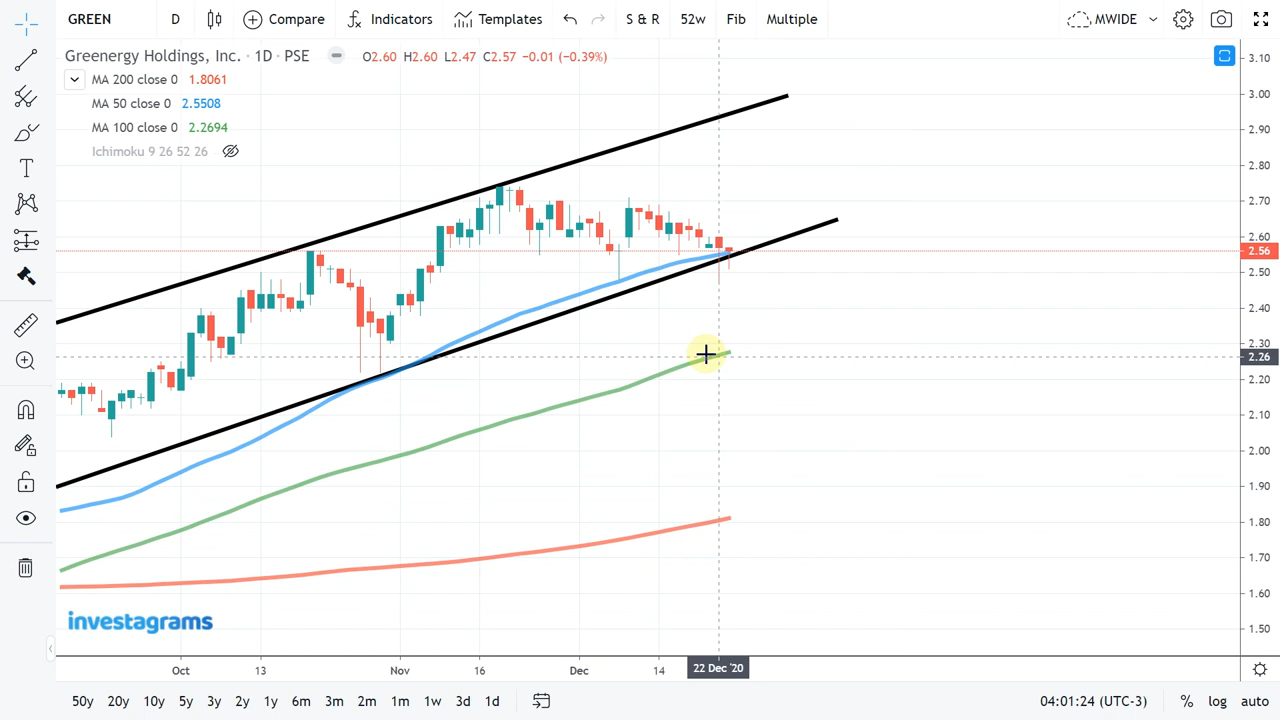 GREEN D Compare Indicators Templates S & R 52w Fib Multiple MWIDE
Greenergy Holdings, Inc. · 1D · PSE O2.60 H2.60 L2.47 C2.57 −0.01 (−0.39%)
MA 200 close 0 1.8061
MA 50 close 0 2.5508
MA 100 close 0 2.2694
Ichimoku 9 26 52 26
3.10
3.00
2.90
2.80
2.70
2.60
2.56
2.50
2.40
2.30
2.26
2.20
2.10
2.00
1.90
1.80
1.70
1.60
1.50
investagrams
Oct 13 Nov 16 Dec 14 22 Dec '20
50y 20y 10y 5y 3y 2y 1y 6m 3m 2m 1m 1w 3d 1d 04:01:24 (UTC-3) % log auto